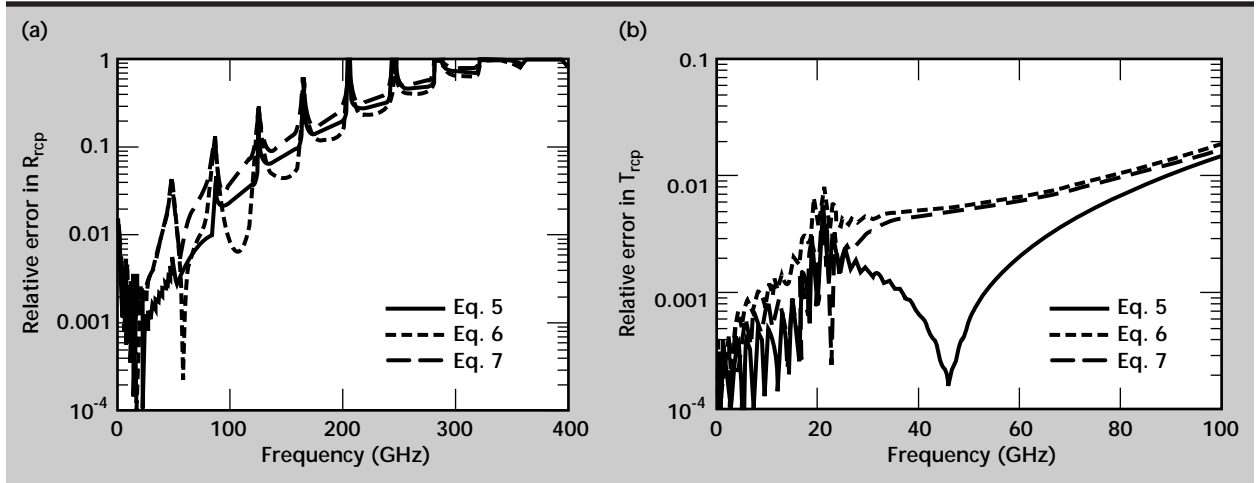 (a)
Relative error in Rrcp
1
0.1
0.01
0.001
10-4
0 100 200 300 400
Frequency (GHz)
Eq. 5
Eq. 6
Eq. 7
(b)
Relative error in Trcp
0.1
0.01
0.001
10-4
0 20 40 60 80 100
Frequency (GHz)
Eq. 5
Eq. 6
Eq. 7